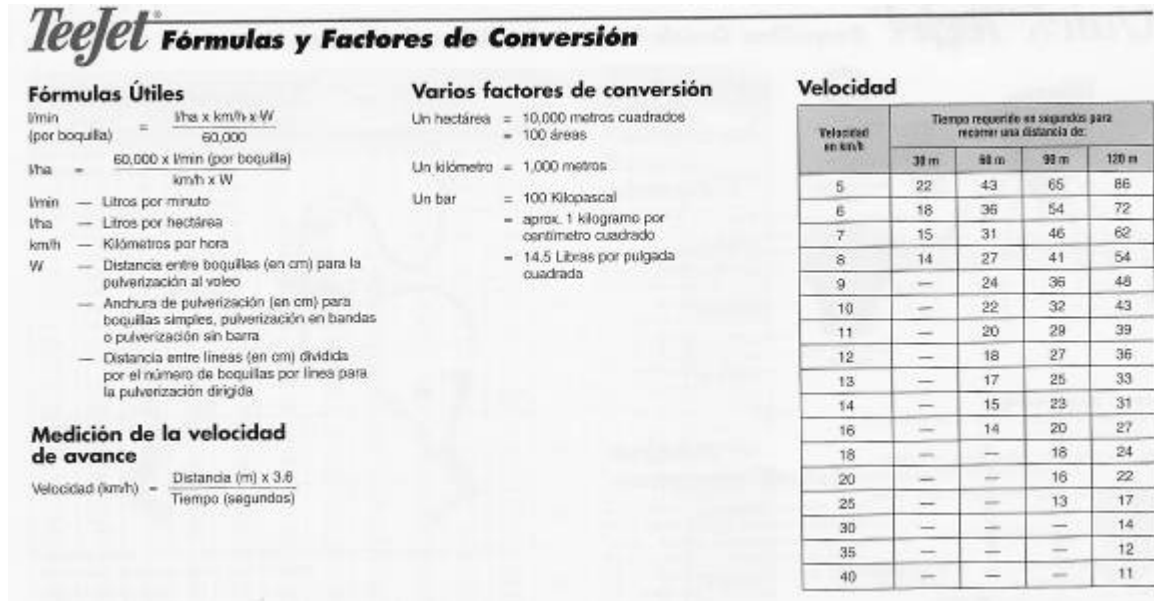 TeeJet® Fórmulas y Factores de Conversión
Fórmulas Útiles
l/min
(por boquilla) = l/ha x km/h x W
60,000
l/ha = 60,000 x l/min (por boquilla)
km/h x W
l/min — Litros por minuto
l/ha — Litros por hectárea
km/h — Kilómetros por hora
W — Distancia entre boquillas (en cm) para la
pulverización al voleo
— Anchura de pulverización (en cm) para
boquillas simples, pulverización en bandas
o pulverización sin barra
— Distancia entre líneas (en cm) dividida
por el número de boquillas por línea para
la pulverización dirigida
Medición de la velocidad
de avance
Velocidad (km/h) = Distancia (m) x 3.6
Tiempo (segundos)
Varios factores de conversión
Un hectárea = 10,000 metros cuadrados
= 100 áreas
Un kilómetro = 1,000 metros
Un bar = 100 Kilopascal
= aprox. 1 kilogramo por
centímetro cuadrado
= 14.5 Libras por pulgada
cuadrada
Velocidad
Velocidad
en km/h
Tiempo requerido en segundos para
recorrer una distancia de:
30 m 60 m 90 m 120 m
5 22 43 65 86
6 18 36 54 72
7 15 31 46 62
8 14 27 41 54
9 — 24 36 48
10 — 22 32 43
11 — 20 29 39
12 — 18 27 36
13 — 17 25 33
14 — 15 23 31
16 — 14 20 27
18 — — 18 24
20 — — 16 22
25 — — 13 17
30 — — — 14
35 — — — 12
40 — — — 11